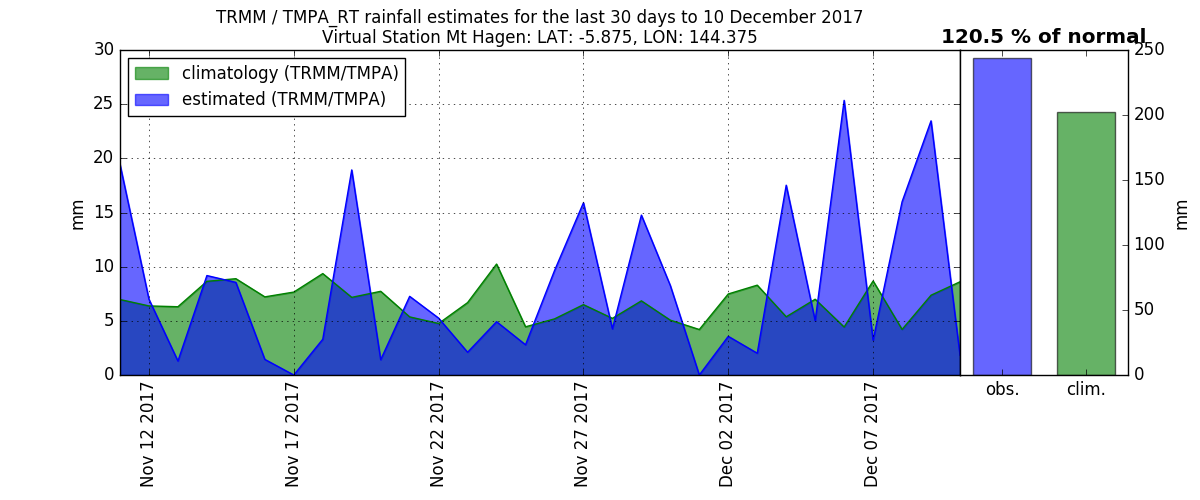 TRMM / TMPA_RT rainfall estimates for the last 30 days to 10 December 2017
Virtual Station Mt Hagen: LAT: -5.875, LON: 144.375
120.5 % of normal
climatology (TRMM/TMPA)
estimated (TRMM/TMPA)
mm
30
25
20
15
10
5
0
Nov 12 2017
Nov 17 2017
Nov 22 2017
Nov 27 2017
Dec 02 2017
Dec 07 2017
obs.
clim.
250
200
150
100
50
0
mm